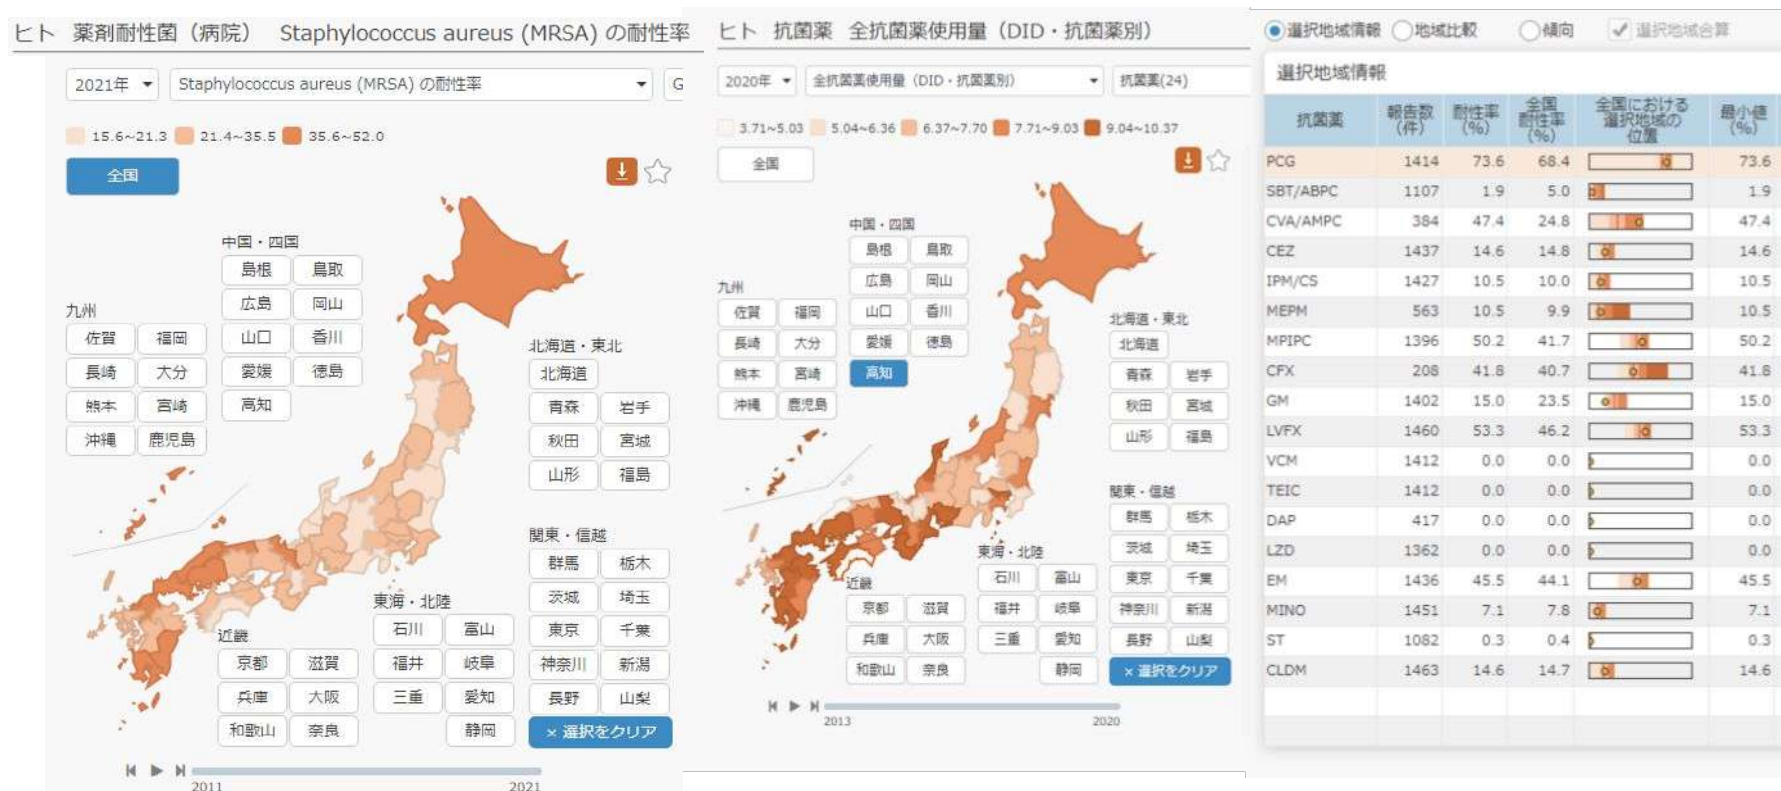 ヒト 薬剤耐性菌（病院） Staphylococcus aureus (MRSA) の耐性率
2021年
Staphylococcus aureus (MRSA) の耐性率
G
15.6~21.3 21.4~35.5 35.6~52.0
全国
中国・四国
島根 鳥取
広島 岡山
山口 香川
愛媛 徳島
高知
九州
佐賀 福岡
長崎 大分
熊本 宮崎
沖縄 鹿児島
北海道・東北
北海道
青森 岩手
秋田 宮城
山形 福島
関東・信越
群馬 栃木
茨城 埼玉
東京 千葉
神奈川 新潟
長野 山梨
× 選択をクリア
東海・北陸
石川 富山
福井 岐阜
三重 愛知
静岡
近畿
京都 滋賀
兵庫 大阪
和歌山 奈良
2011 2021
ヒト 抗菌薬 全抗菌薬使用量（DID・抗菌薬別）
2020年
全抗菌薬使用量（DID・抗菌薬別）
抗菌薬(24)
3.71~5.03 5.04~6.36 6.37~7.70 7.71~9.03 9.04~10.37
全国
中国・四国
島根 鳥取
広島 岡山
山口 香川
愛媛 徳島
高知
九州
佐賀 福岡
長崎 大分
熊本 宮崎
沖縄 鹿児島
北海道・東北
北海道
青森 岩手
秋田 宮城
山形 福島
関東・信越
群馬 栃木
茨城 埼玉
東京 千葉
神奈川 新潟
長野 山梨
× 選択をクリア
東海・北陸
石川 富山
福井 岐阜
三重 愛知
静岡
近畿
京都 滋賀
兵庫 大阪
和歌山 奈良
2013 2020
選択地域情報 地域比較 傾向 選択地域合算
選択地域情報
抗菌薬 報告数（件） 耐性率（%） 全国耐性率（%） 全国における選択地域の位置 最小値（%）
PCG 1414 73.6 68.4 73.6
SBT/ABPC 1107 1.9 5.0 1.9
CVA/AMPC 384 47.4 24.8 47.4
CEZ 1437 14.6 14.8 14.6
IPM/CS 1427 10.5 10.0 10.5
MEPM 563 10.5 9.9 10.5
MPIPC 1396 50.2 41.7 50.2
CFX 208 41.8 40.7 41.8
GM 1402 15.0 23.5 15.0
LVFX 1460 53.3 46.2 53.3
VCM 1412 0.0 0.0 0.0
TEIC 1412 0.0 0.0 0.0
DAP 417 0.0 0.0 0.0
LZD 1362 0.0 0.0 0.0
EM 1436 45.5 44.1 45.5
MINO 1451 7.1 7.8 7.1
ST 1082 0.3 0.4 0.3
CLDM 1463 14.6 14.7 14.6